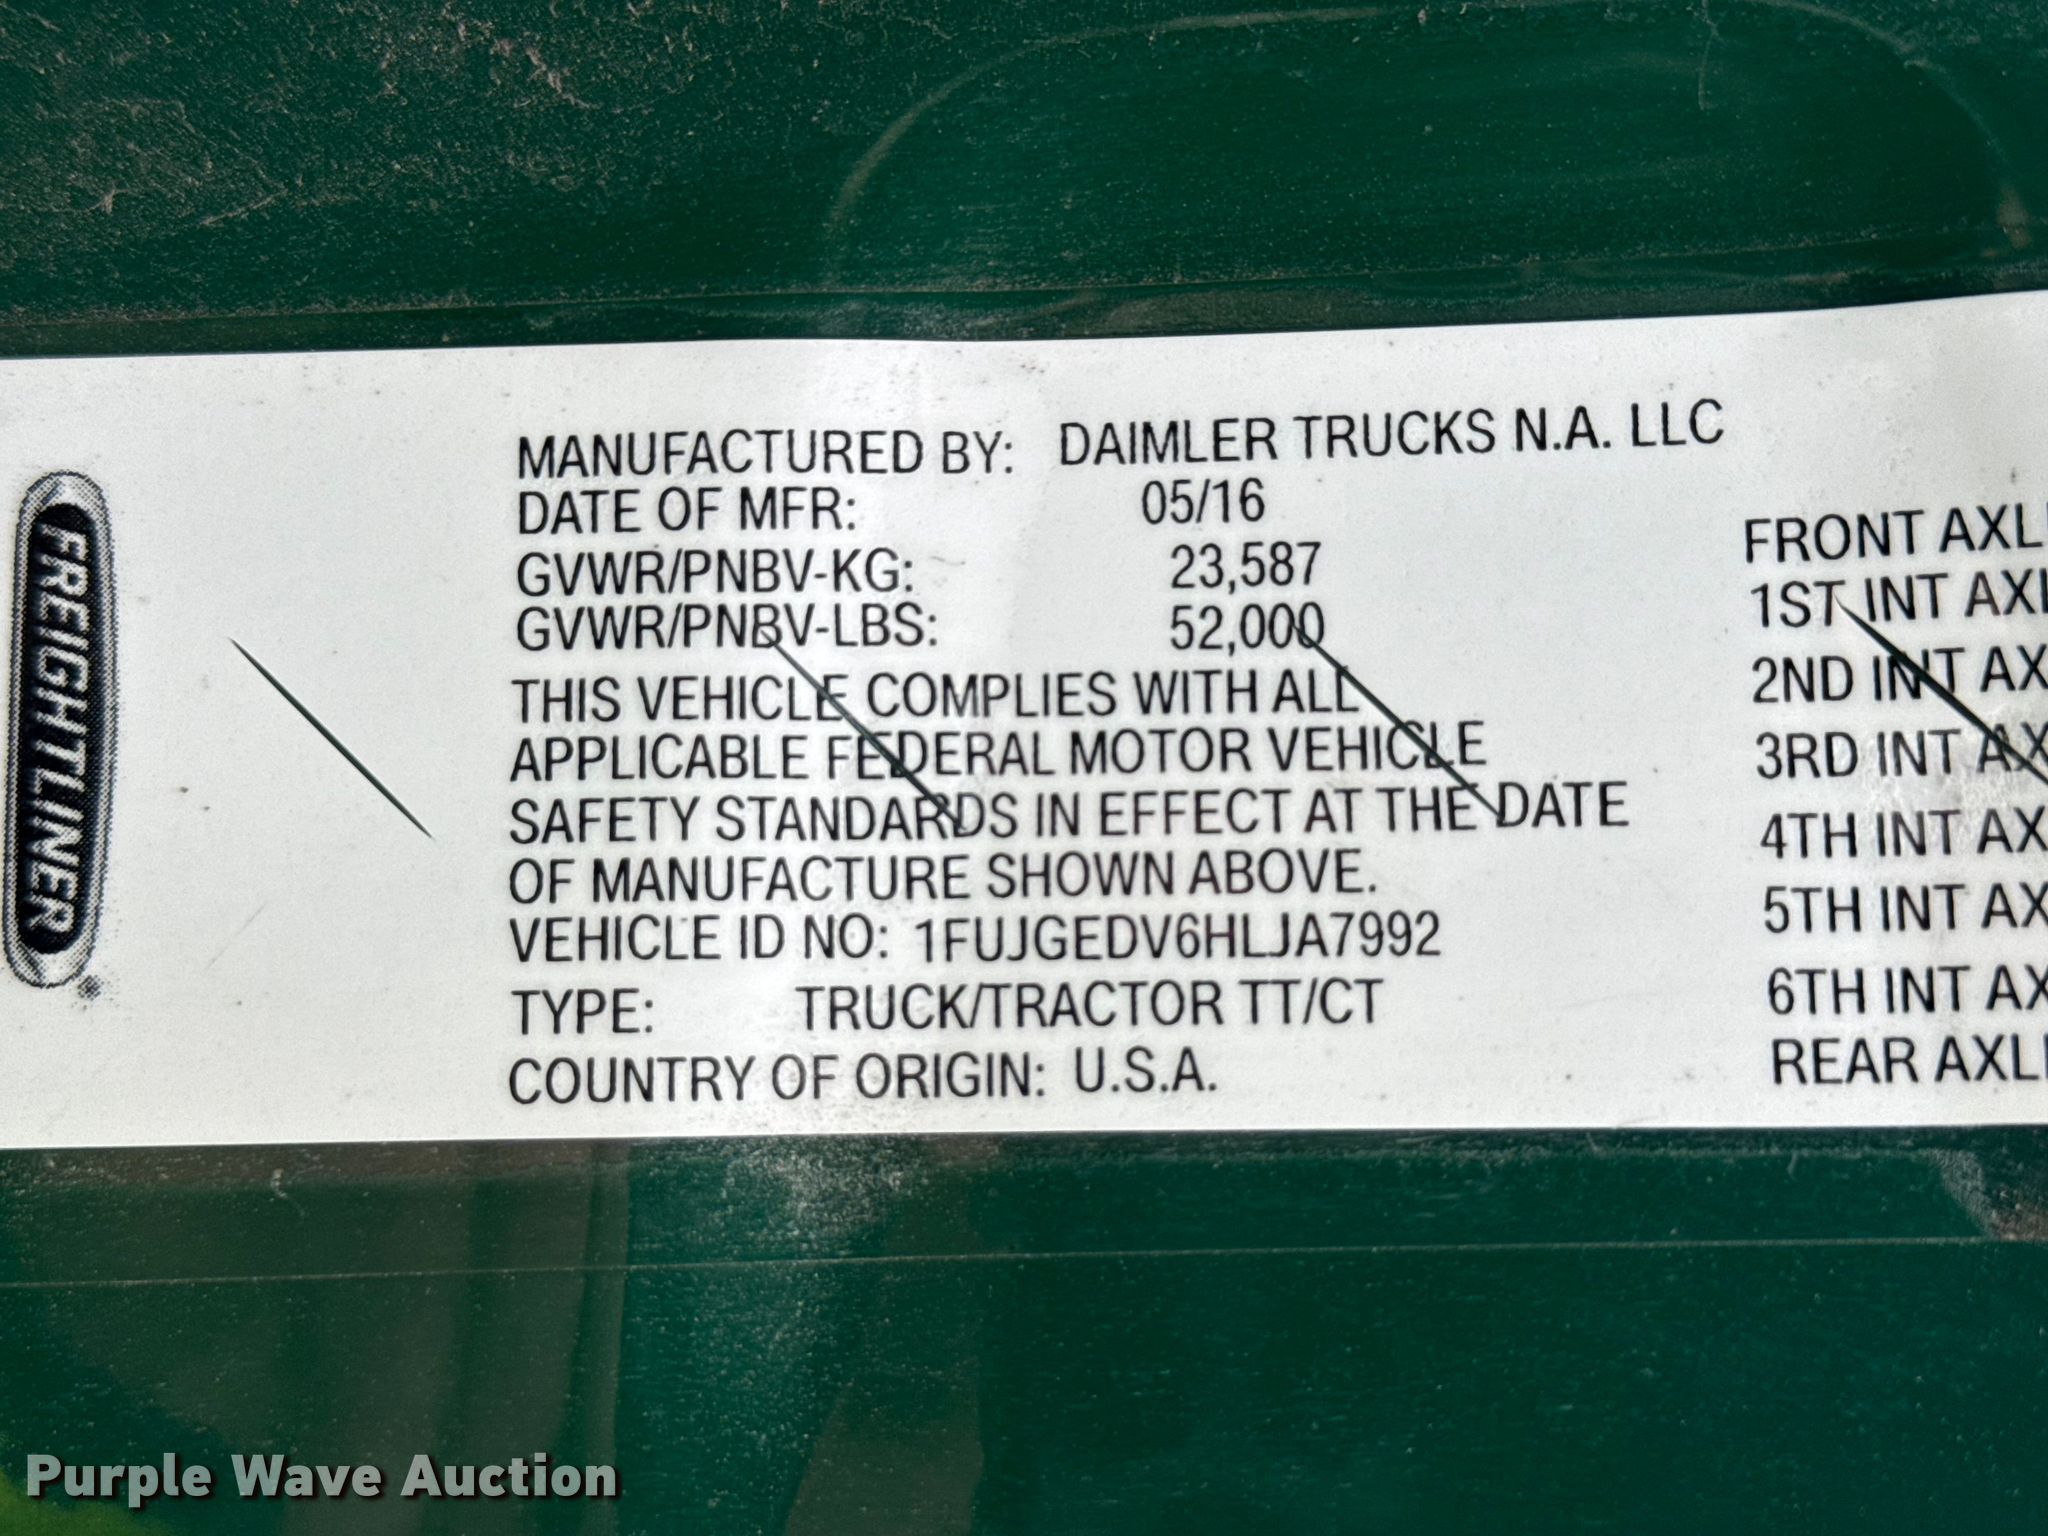 FREIGHTLINER
MANUFACTURED BY: DAIMLER TRUCKS N.A. LLC
DATE OF MFR: 05/16
GVWR/PNBV-KG: 23,587
GVWR/PNBV-LBS: 52,000
THIS VEHICLE COMPLIES WITH ALL
APPLICABLE FEDERAL MOTOR VEHICLE
SAFETY STANDARDS IN EFFECT AT THE DATE
OF MANUFACTURE SHOWN ABOVE.
VEHICLE ID NO: 1FUJGEDV6HLJA7992
TYPE: TRUCK/TRACTOR TT/CT
COUNTRY OF ORIGIN: U.S.A.
FRONT AXL
1ST INT AXL
2ND INT AX
3RD INT AX
4TH INT AX
5TH INT AX
6TH INT AX
REAR AXL
Purple Wave Auction